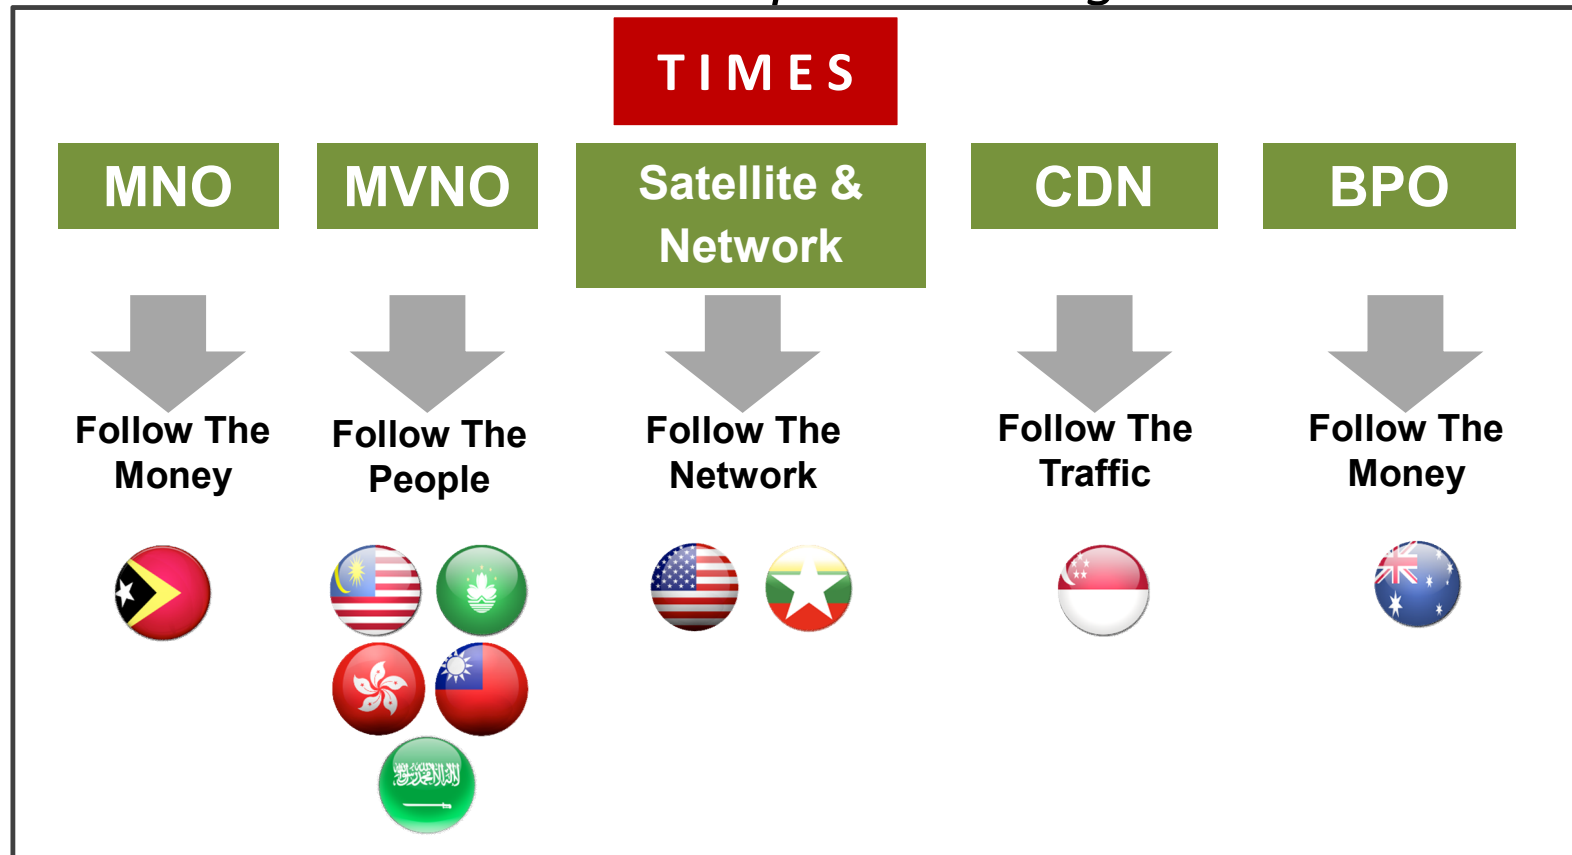 T I M E S
MNO
MVNO
Satellite &
Network
CDN
BPO
Follow The
Money
Follow The
People
Follow The
Network
Follow The
Traffic
Follow The
Money